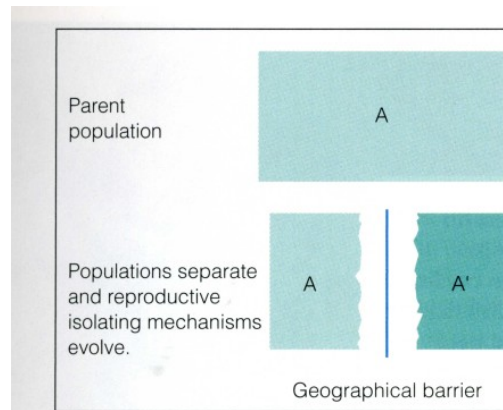 Parent
population
A
Populations separate
and reproductive
isolating mechanisms
evolve.
A
A'
Geographical barrier